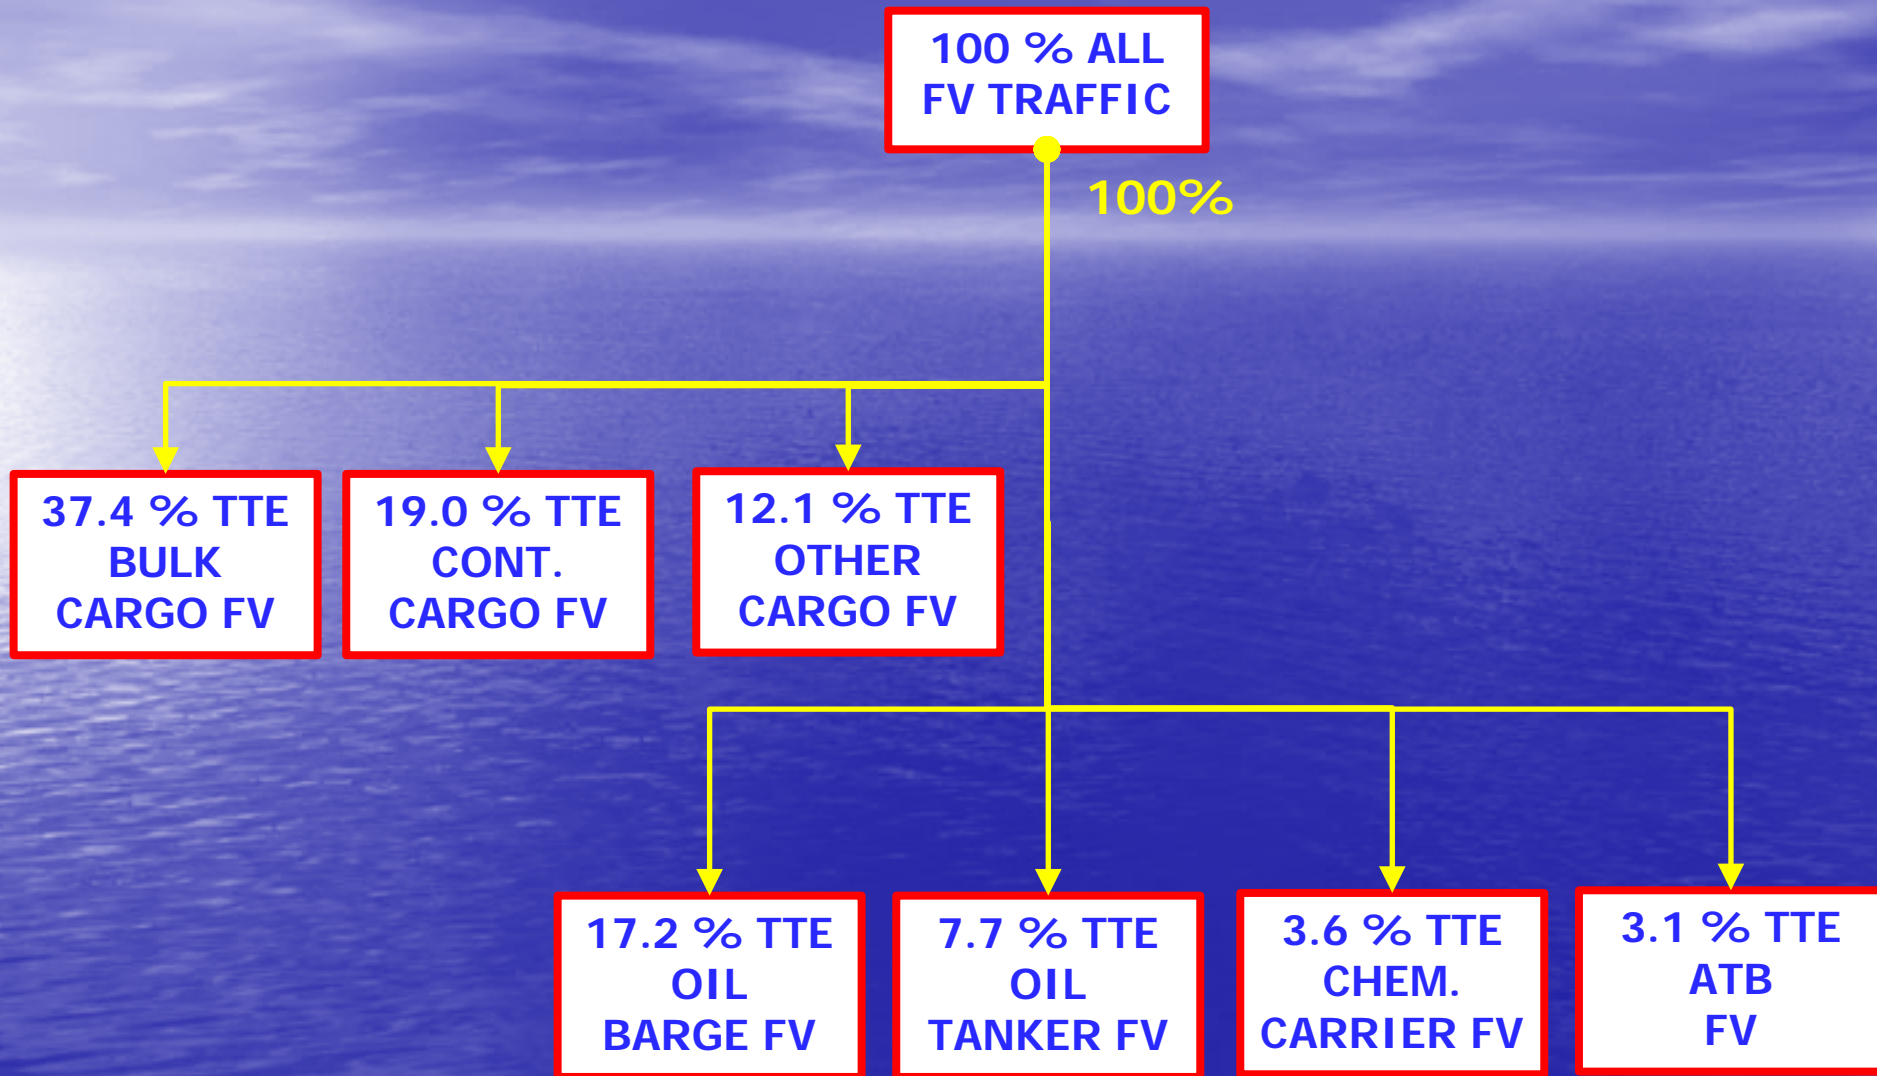 100 % ALL
FV TRAFFIC
100%
37.4 % TTE
BULK
CARGO FV
19.0 % TTE
CONT.
CARGO FV
12.1 % TTE
OTHER
CARGO FV
17.2 % TTE
OIL
BARGE FV
7.7 % TTE
OIL
TANKER FV
3.6 % TTE
CHEM.
CARRIER FV
3.1 % TTE
ATB
FV